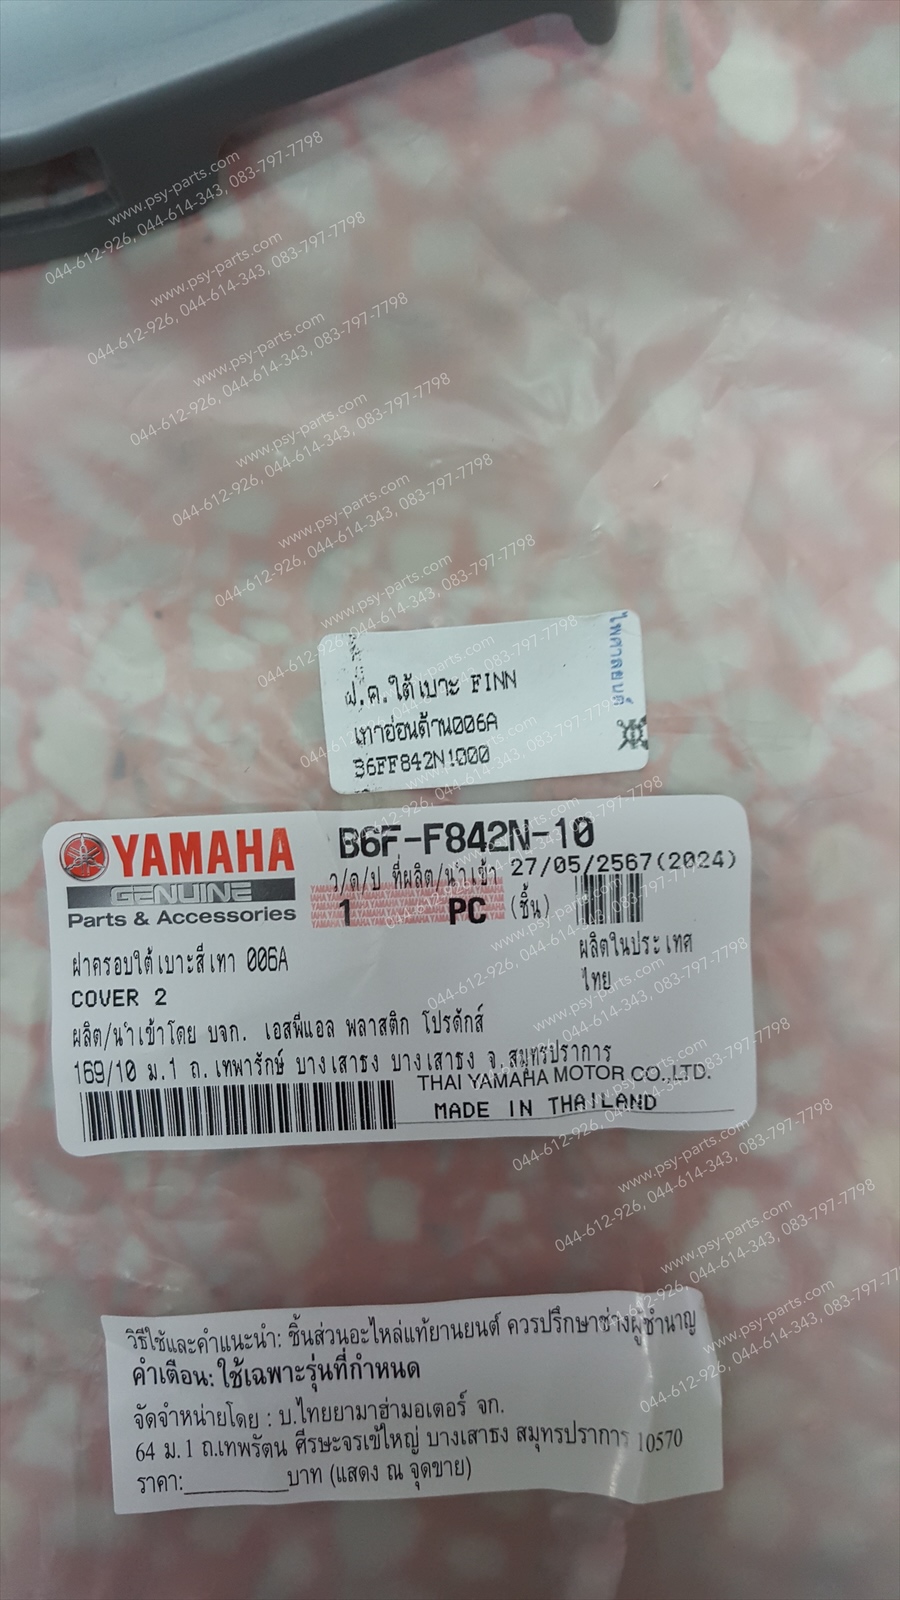 ฝ.ค.ใต้เบาะ FINN
เทาอ่อนด้าน006A
B6FF842N1000
ไพศาลยนต์
YAMAHA
GENUINE
Parts & Accessories
B6F-F842N-10
ว/ด/ป ที่ผลิต/นำเข้า 27/05/2567(2024)
1 PC (ชิ้น)
ผลิตในประเทศ
ไทย
ฝาครอบใต้เบาะสีเทา 006A
COVER 2
ผลิต/นำเข้าโดย บจก. เอสพีแอล พลาสติก โปรดักส์
169/10 ม.1 ถ.เทพารักษ์ บางเสาธง บางเสาธง จ.สมุทรปราการ
THAI YAMAHA MOTOR CO.,LTD.
MADE IN THAILAND
วิธีใช้และคำแนะนำ: ชิ้นส่วนอะไหล่แท้ยานยนต์ ควรปรึกษาช่างผู้ชำนาญ
คำเตือน: ใช้เฉพาะรุ่นที่กำหนด
จัดจำหน่ายโดย : บ.ไทยยามาฮ่ามอเตอร์ จก.
64 ม.1 ถ.เทพรัตน ศีรษะจรเข้ใหญ่ บางเสาธง สมุทรปราการ 10570
ราคา:__________บาท (แสดง ณ จุดขาย)
www.psy-parts.com
044-612-926, 044-614-343, 083-797-7798